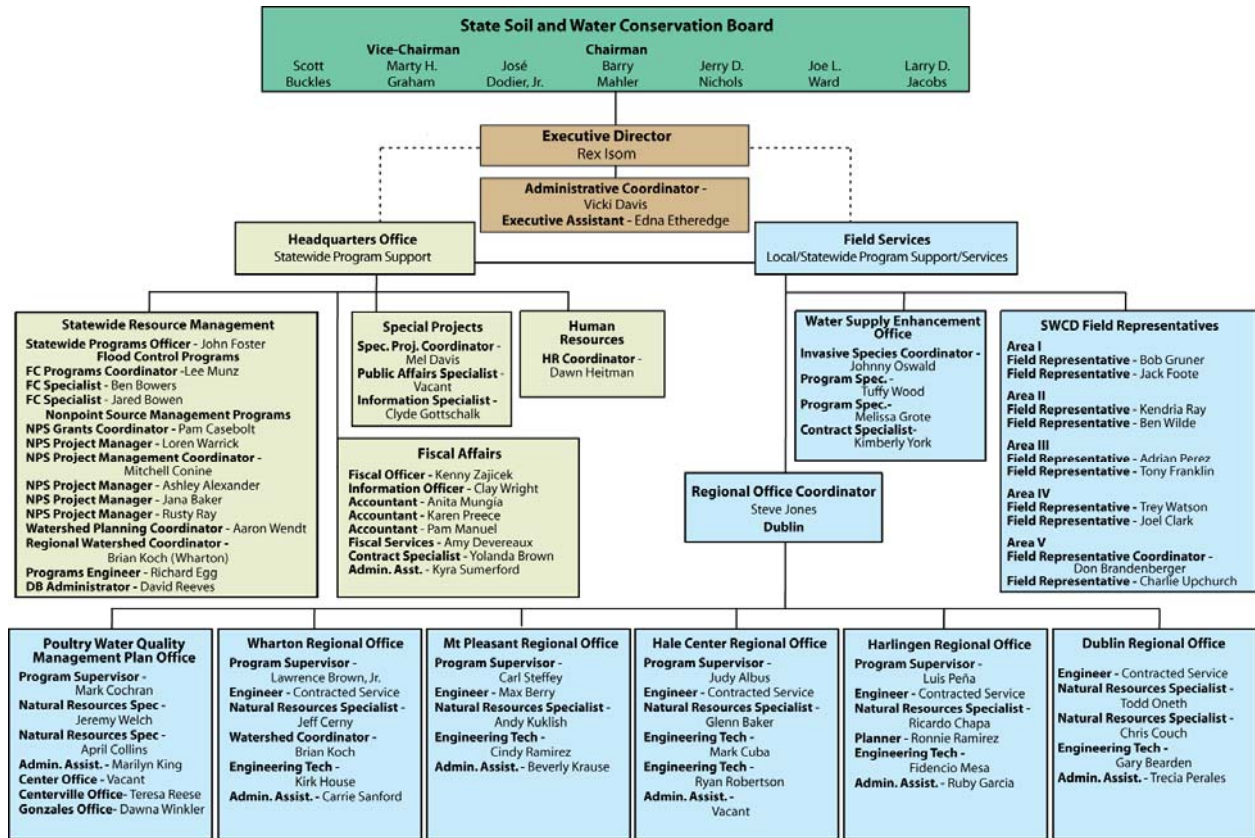 State Soil and Water Conservation Board
Vice-Chairman Chairman
Scott Marty H. José Barry Jerry D. Joe L. Larry D.
Buckles Graham Dodier, Jr. Mahler Nichols Ward Jacobs
Executive Director
Rex Isom
Administrative Coordinator -
Vicki Davis
Executive Assistant - Edna Etheredge
Headquarters Office
Statewide Program Support
Field Services
Local/Statewide Program Support/Services
Statewide Resource Management
Statewide Programs Officer - John Foster
Flood Control Programs
FC Programs Coordinator -Lee Munz
FC Specialist - Ben Bowers
FC Specialist - Jared Bowen
Nonpoint Source Management Programs
NPS Grants Coordinator - Pam Casebolt
NPS Project Manager - Loren Warrick
NPS Project Management Coordinator -
Mitchell Conine
NPS Project Manager - Ashley Alexander
NPS Project Manager - Jana Baker
NPS Project Manager - Rusty Ray
Watershed Planning Coordinator - Aaron Wendt
Regional Watershed Coordinator -
Brian Koch (Wharton)
Programs Engineer - Richard Egg
DB Administrator - David Reeves
Special Projects
Spec. Proj. Coordinator -
Mel Davis
Public Affairs Specialist -
Vacant
Information Specialist -
Clyde Gottschalk
Human
Resources
HR Coordinator -
Dawn Heitman
Fiscal Affairs
Fiscal Officer - Kenny Zajicek
Information Officer - Clay Wright
Accountant - Anita Mungía
Accountant - Karen Preece
Accountant - Pam Manuel
Fiscal Services - Amy Devereaux
Contract Specialist - Yolanda Brown
Admin. Asst. - Kyra Sumerford
Water Supply Enhancement
Office
Invasive Species Coordinator -
Johnny Oswald
Program Spec. -
Tuffy Wood
Program Spec.-
Melissa Grote
Contract Specialist-
Kimberly York
SWCD Field Representatives
Area I
Field Representative - Bob Gruner
Field Representative - Jack Foote
Area II
Field Representative - Kendria Ray
Field Representative - Ben Wilde
Area III
Field Representative - Adrian Perez
Field Representative - Tony Franklin
Area IV
Field Representative - Trey Watson
Field Representative - Joel Clark
Area V
Field Representative Coordinator -
Don Brandenberger
Field Representative - Charlie Upchurch
Regional Office Coordinator
Steve Jones
Dublin
Poultry Water Quality
Management Plan Office
Program Supervisor -
Mark Cochran
Natural Resources Spec -
Jeremy Welch
Natural Resources Spec -
April Collins
Admin. Assist. - Marilyn King
Center Office - Vacant
Centerville Office- Teresa Reese
Gonzales Office- Dawna Winkler
Wharton Regional Office
Program Supervisor -
Lawrence Brown, Jr.
Engineer - Contracted Service
Natural Resources Specialist -
Jeff Cerny
Watershed Coordinator -
Brian Koch
Engineering Tech -
Kirk House
Admin. Assist. - Carrie Sanford
Mt Pleasant Regional Office
Program Supervisor -
Carl Steffey
Engineer - Max Berry
Natural Resources Specialist -
Andy Kuklish
Engineering Tech -
Cindy Ramirez
Admin. Assist. - Beverly Krause
Hale Center Regional Office
Program Supervisor -
Judy Albus
Engineer - Contracted Service
Natural Resources Specialist -
Glenn Baker
Engineering Tech -
Mark Cuba
Engineering Tech -
Ryan Robertson
Admin. Assist. -
Vacant
Harlingen Regional Office
Program Supervisor -
Luis Peña
Engineer - Contracted Service
Natural Resources Specialist -
Ricardo Chapa
Planner - Ronnie Ramirez
Engineering Tech -
Fidencio Mesa
Admin. Assist. - Ruby Garcia
Dublin Regional Office
Engineer - Contracted Service
Natural Resources Specialist -
Todd Oneth
Natural Resources Specialist -
Chris Couch
Engineering Tech -
Gary Bearden
Admin. Assist. - Trecia Perales